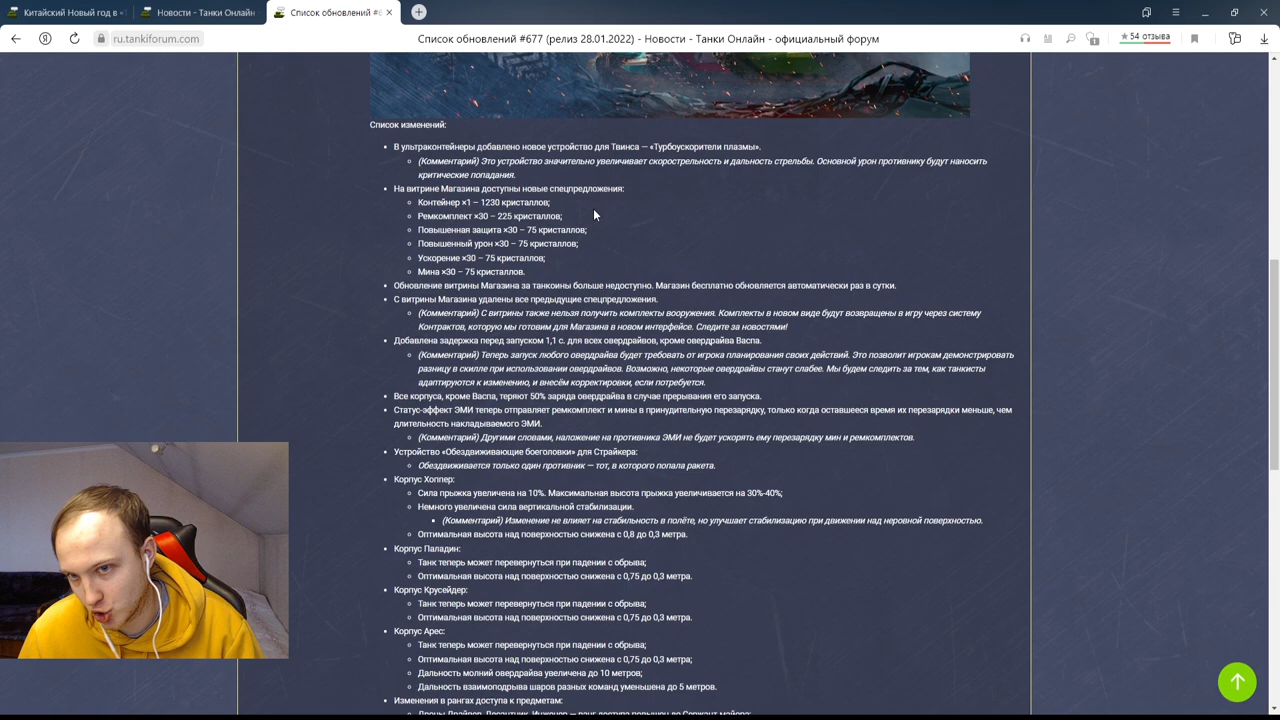 Китайский Новый год в «
Новости – Танки Онлайн
Список обновлений #6
ru.tankiforum.com
Список обновлений #677 (релиз 28.01.2022) - Новости - Танки Онлайн - официальный форум
★ 54 отзыва
Список изменений:
В ультраконтейнеры добавлено новое устройство для Твинса — «Турбоускорители плазмы».
(Комментарий) Это устройство значительно увеличивает скорострельность и дальность стрельбы. Основной урон противнику будут наносить
критические попадания.
На витрине Магазина доступны новые спецпредложения:
Контейнер ×1 – 1230 кристаллов;
Ремкомплект ×30 – 225 кристаллов;
Повышенная защита ×30 – 75 кристаллов;
Повышенный урон ×30 – 75 кристаллов;
Ускорение ×30 – 75 кристаллов;
Мина ×30 – 75 кристаллов.
Обновление витрины Магазина за танкоины больше недоступно. Магазин бесплатно обновляется автоматически раз в сутки.
С витрины Магазина удалены все предыдущие спецпредложения.
(Комментарий) С витрины также нельзя получить комплекты вооружения. Комплекты в новом виде будут возвращены в игру через систему
Контрактов, которую мы готовим для Магазина в новом интерфейсе. Следите за новостями!
Добавлена задержка перед запуском 1,1 с. для всех овердрайвов, кроме овердрайва Васпа.
(Комментарий) Теперь запуск любого овердрайва будет требовать от игрока планирования своих действий. Это позволит игрокам демонстрировать
разницу в скилле при использовании овердрайвов. Возможно, некоторые овердрайвы станут слабее. Мы будем следить за тем, как танкисты
адаптируются к изменению, и внесём корректировки, если потребуется.
Все корпуса, кроме Васпа, теряют 50% заряда овердрайва в случае прерывания его запуска.
Статус-эффект ЭМИ теперь отправляет ремкомплект и мины в принудительную перезарядку, только когда оставшееся время их перезарядки меньше, чем
длительность накладываемого ЭМИ.
(Комментарий) Другими словами, наложение на противника ЭМИ не будет ускорять ему перезарядку мин и ремкомплектов.
Устройство «Обездвиживающие боеголовки» для Страйкера:
Обездвиживается только один противник — тот, в которого попала ракета.
Корпус Хоппер:
Сила прыжка увеличена на 10%. Максимальная высота прыжка увеличивается на 30%-40%;
Немного увеличена сила вертикальной стабилизации.
(Комментарий) Изменение не влияет на стабильность в полёте, но улучшает стабилизацию при движении над неровной поверхностью.
Оптимальная высота над поверхностью снижена с 0,8 до 0,3 метра.
Корпус Паладин:
Танк теперь может перевернуться при падении с обрыва;
Оптимальная высота над поверхностью снижена с 0,75 до 0,3 метра.
Корпус Крусейдер:
Танк теперь может перевернуться при падении с обрыва;
Оптимальная высота над поверхностью снижена с 0,75 до 0,3 метра.
Корпус Арес:
Танк теперь может перевернуться при падении с обрыва;
Оптимальная высота над поверхностью снижена с 0,75 до 0,3 метра;
Дальность молний овердрайва увеличена до 10 метров;
Дальность взаимоподрыва шаров разных команд уменьшена до 5 метров.
Изменения в рангах доступа к предметам:
Дроны Драйвер, Десантник, Инженер — ранг доступа повышен до Сержант-майора;